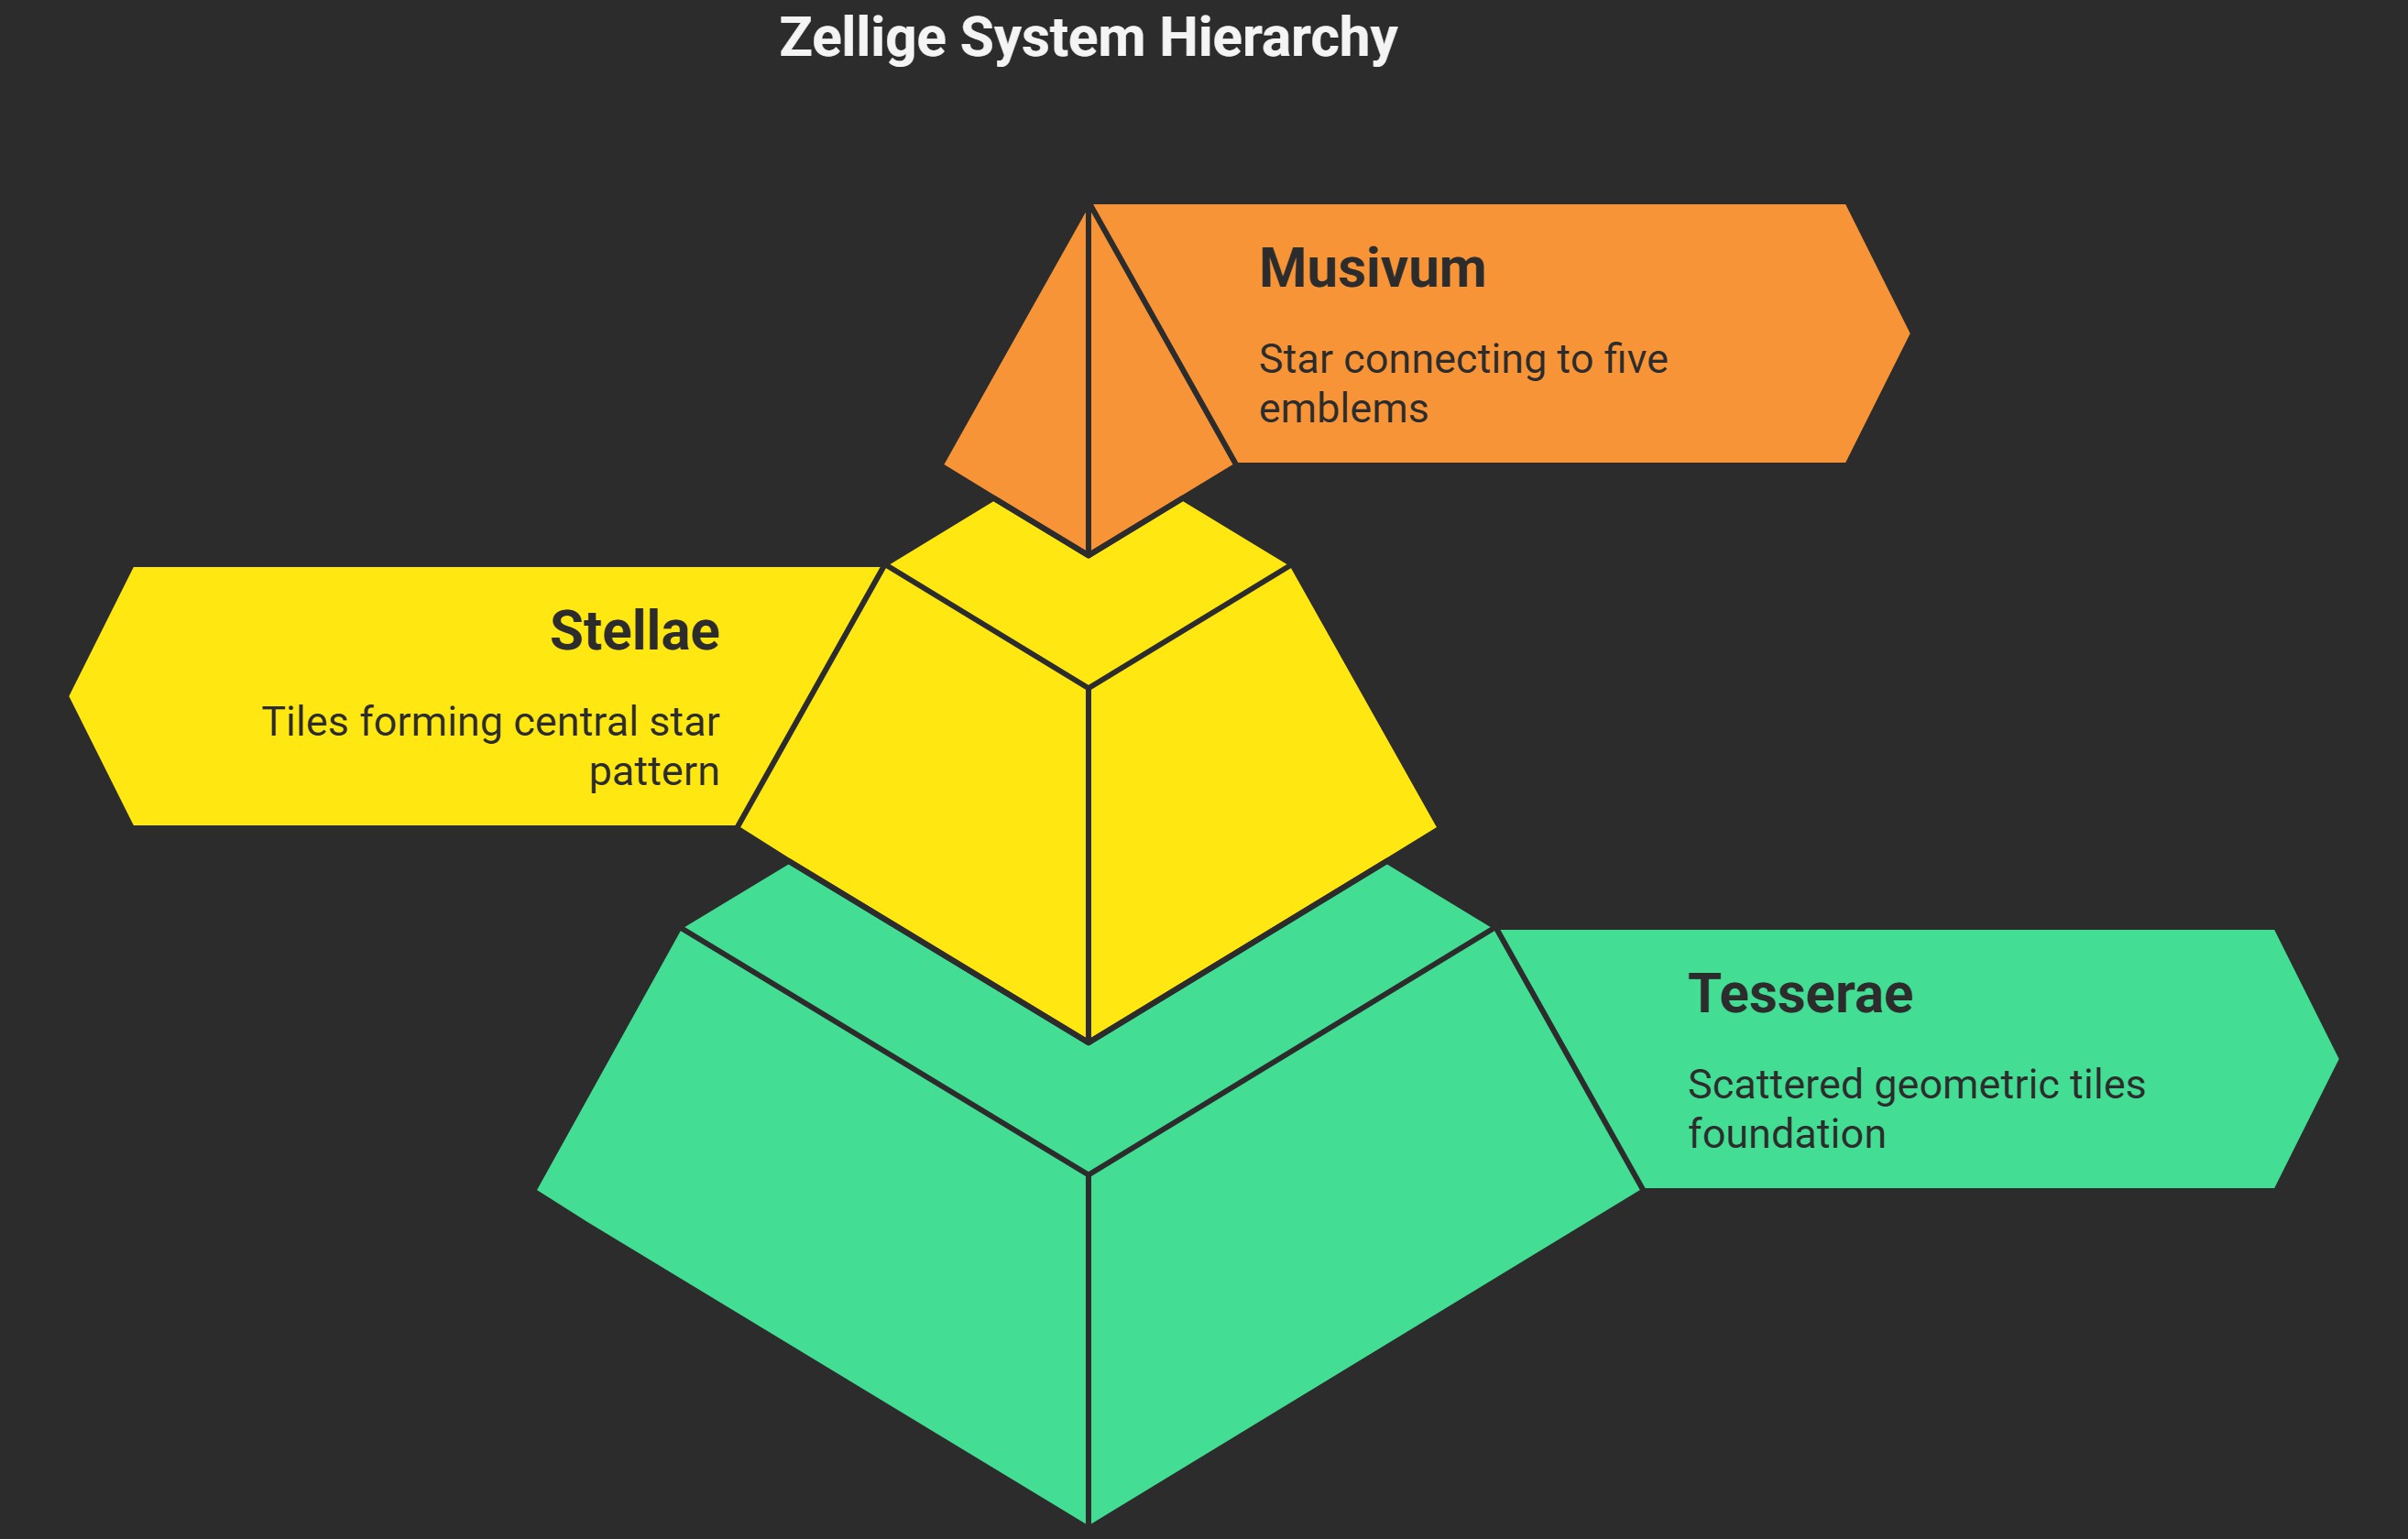 Zellige System Hierarchy
Musivum
Star connecting to five
emblems
Stellae
Tiles forming central star
pattern
Tesserae
Scattered geometric tiles
foundation